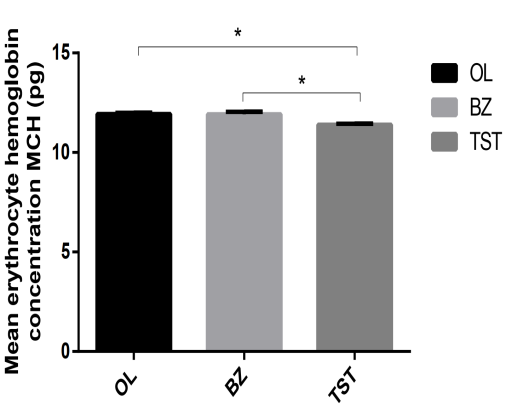 Mean erythrocyte hemoglobin
concentration MCH (pg)
15
10
5
0
*
*
OL
BZ
TST
OL
BZ
TST